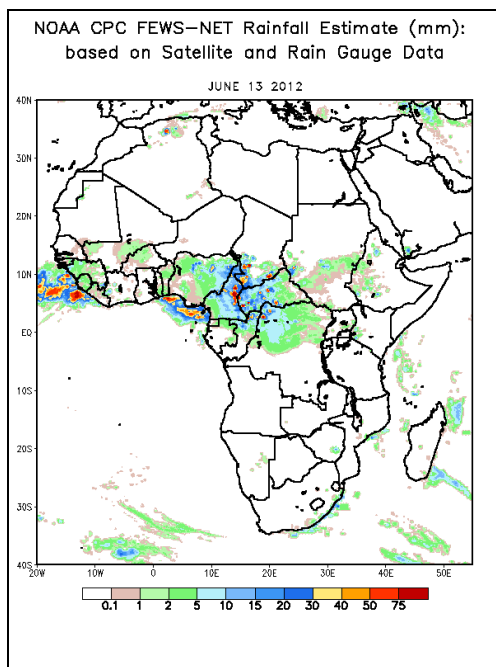 NOAA CPC FEWS-NET Rainfall Estimate (mm):
based on Satellite and Rain Gauge Data
JUNE 13 2012
40N
30N
20N
10N
EQ
10S
20S
30S
40S
20W 10W 0 10E 20E 30E 40E 50E
0.1 1 2 5 10 15 20 30 40 50 75